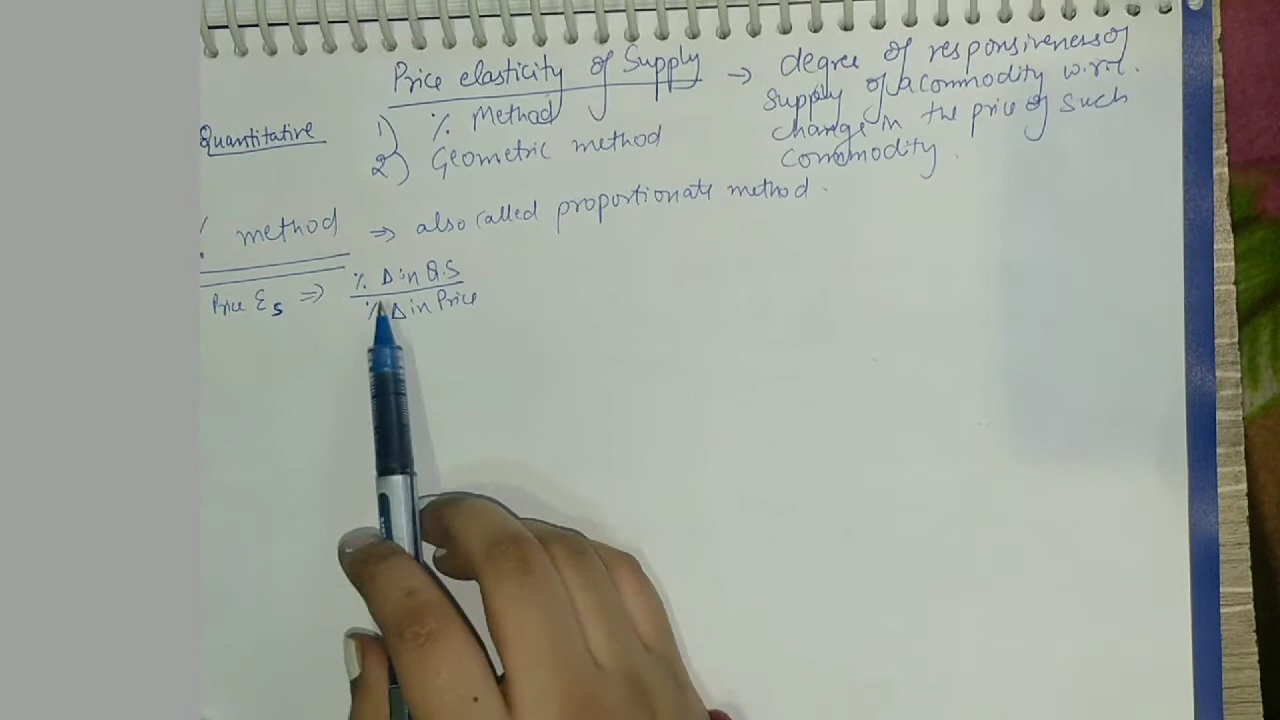 Price elasticity of Supply → degree of responsiveness of
supply of a commodity w.r.t.
change in the price of such
commodity.
Quantitative
1) % Method
2) Geometric method
% method ⇒ also called proportionate method.
Price Es ⇒ % Δ in Q.S
% Δ in Price